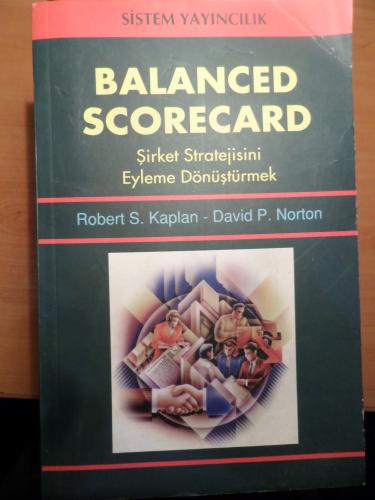 SİSTEM YAYINCILIK
BALANCED
SCORECARD
Şirket Stratejisini
Eyleme Dönüştürmek
Robert S. Kaplan - David P. Norton